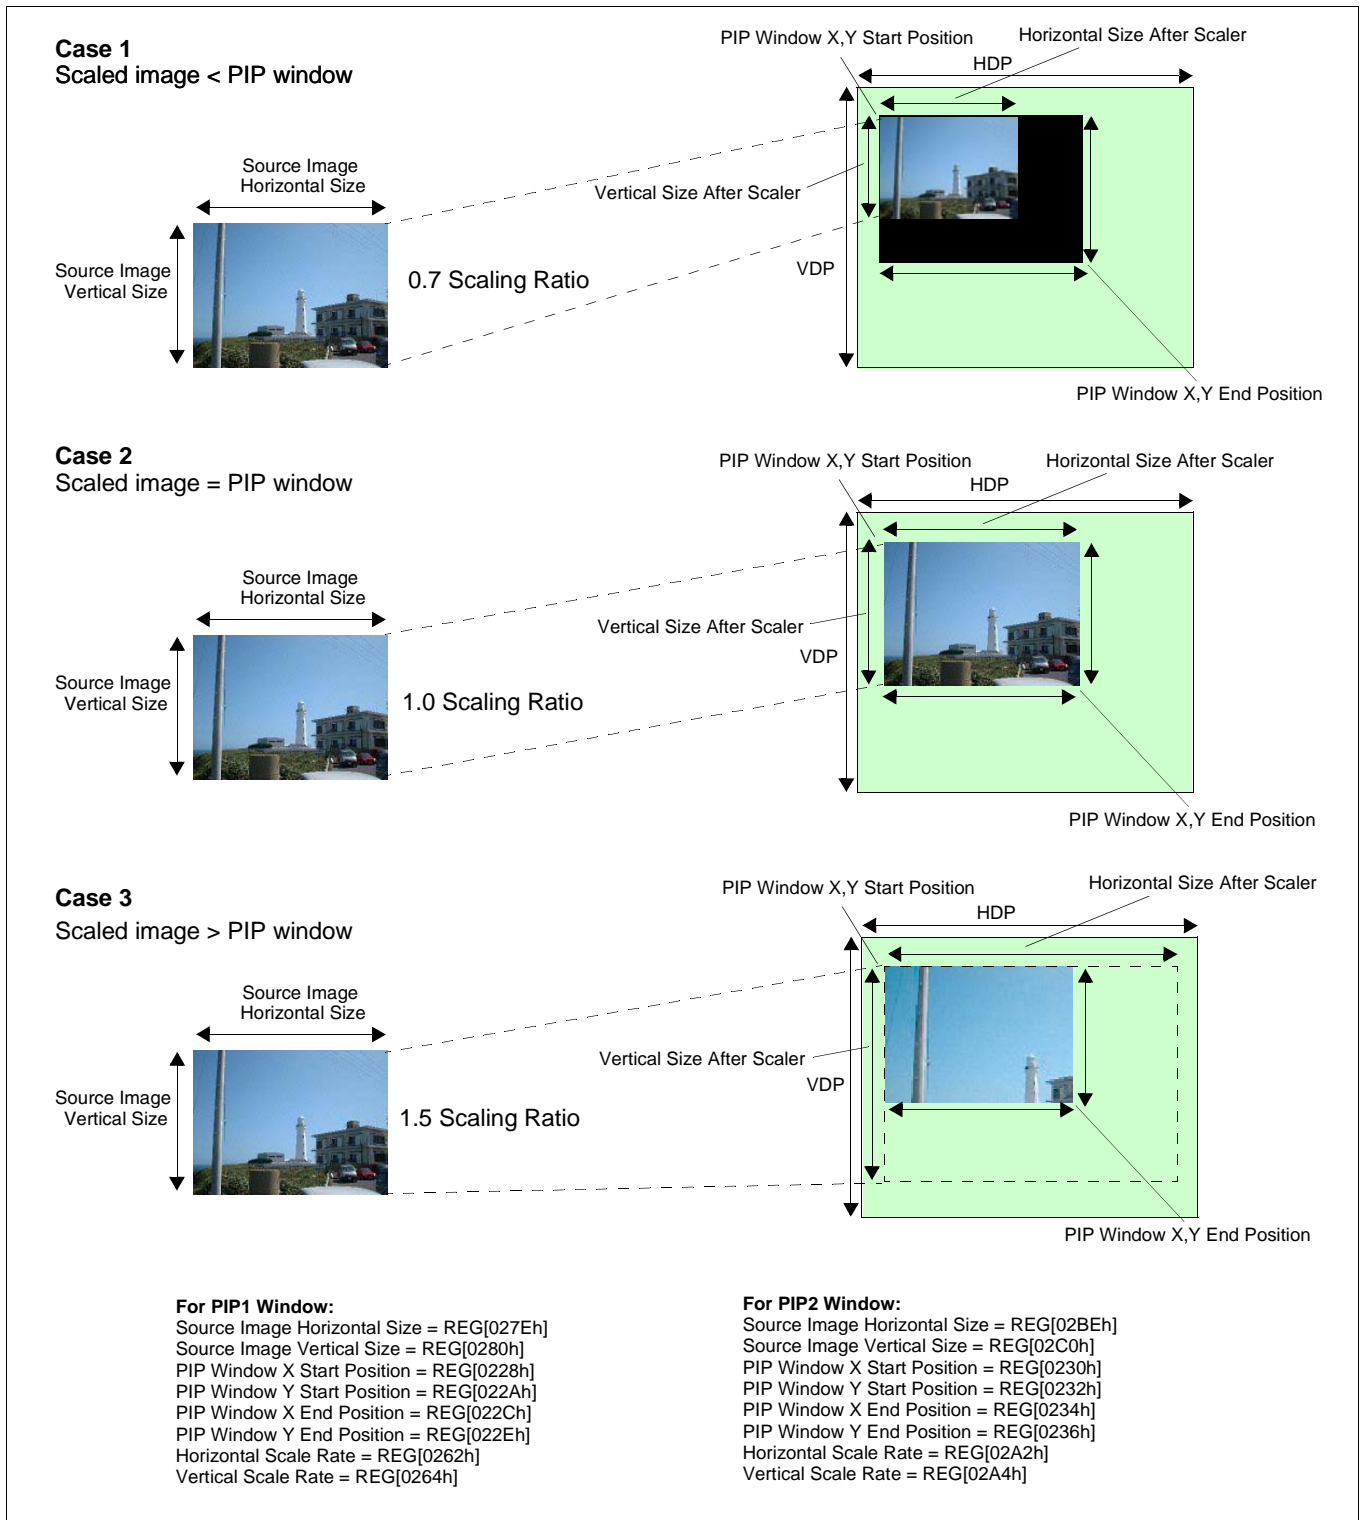 Case 1
Scaled image < PIP window
PIP Window X,Y Start Position
Horizontal Size After Scaler
HDP
Source Image
Horizontal Size
Vertical Size After Scaler
Source Image
Vertical Size
0.7 Scaling Ratio
VDP
PIP Window X,Y End Position
Case 2
Scaled image = PIP window
PIP Window X,Y Start Position
Horizontal Size After Scaler
HDP
Source Image
Horizontal Size
Vertical Size After Scaler
VDP
Source Image
Vertical Size
1.0 Scaling Ratio
PIP Window X,Y End Position
Case 3
Scaled image > PIP window
PIP Window X,Y Start Position
Horizontal Size After Scaler
HDP
Source Image
Horizontal Size
Vertical Size After Scaler
VDP
Source Image
Vertical Size
1.5 Scaling Ratio
PIP Window X,Y End Position
For PIP1 Window:
Source Image Horizontal Size = REG[027Eh]
Source Image Vertical Size = REG[0280h]
PIP Window X Start Position = REG[0228h]
PIP Window Y Start Position = REG[022Ah]
PIP Window X End Position = REG[022Ch]
PIP Window Y End Position = REG[022Eh]
Horizontal Scale Rate = REG[0262h]
Vertical Scale Rate = REG[0264h]
For PIP2 Window:
Source Image Horizontal Size = REG[02BEh]
Source Image Vertical Size = REG[02C0h]
PIP Window X Start Position = REG[0230h]
PIP Window Y Start Position = REG[0232h]
PIP Window X End Position = REG[0234h]
PIP Window Y End Position = REG[0236h]
Horizontal Scale Rate = REG[02A2h]
Vertical Scale Rate = REG[02A4h]